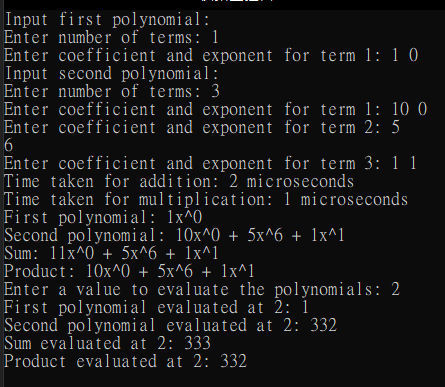 Input first polynomial:
Enter number of terms: 1
Enter coefficient and exponent for term 1: 1 0
Input second polynomial:
Enter number of terms: 3
Enter coefficient and exponent for term 1: 10 0
Enter coefficient and exponent for term 2: 5
6
Enter coefficient and exponent for term 3: 1 1
Time taken for addition: 2 microseconds
Time taken for multiplication: 1 microseconds
First polynomial: 1x^0
Second polynomial: 10x^0 + 5x^6 + 1x^1
Sum: 11x^0 + 5x^6 + 1x^1
Product: 10x^0 + 5x^6 + 1x^1
Enter a value to evaluate the polynomials: 2
First polynomial evaluated at 2: 1
Second polynomial evaluated at 2: 332
Sum evaluated at 2: 333
Product evaluated at 2: 332